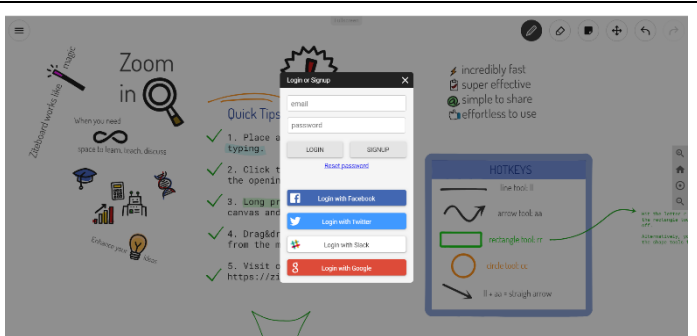 Zoom
in
Ziteboard works like magic
When you need
space to learn, teach, discuss
Enhance your ideas
Quick Tips
1. Place a
typing.
2. Click t
the openin
3. Long pr
canvas and
4. Drag&dr
from the m
5. Visit c
https://zi
Login or Signup
email
password
LOGIN
SIGNUP
Reset password
Login with Facebook
Login with Twitter
Login with Slack
Login with Google
incredibly fast
super effective
simple to share
effortless to use
HOTKEYS
line tool: ll
arrow tool: aa
rectangle tool: rr
circle tool: cc
ll + aa = straigh arrow